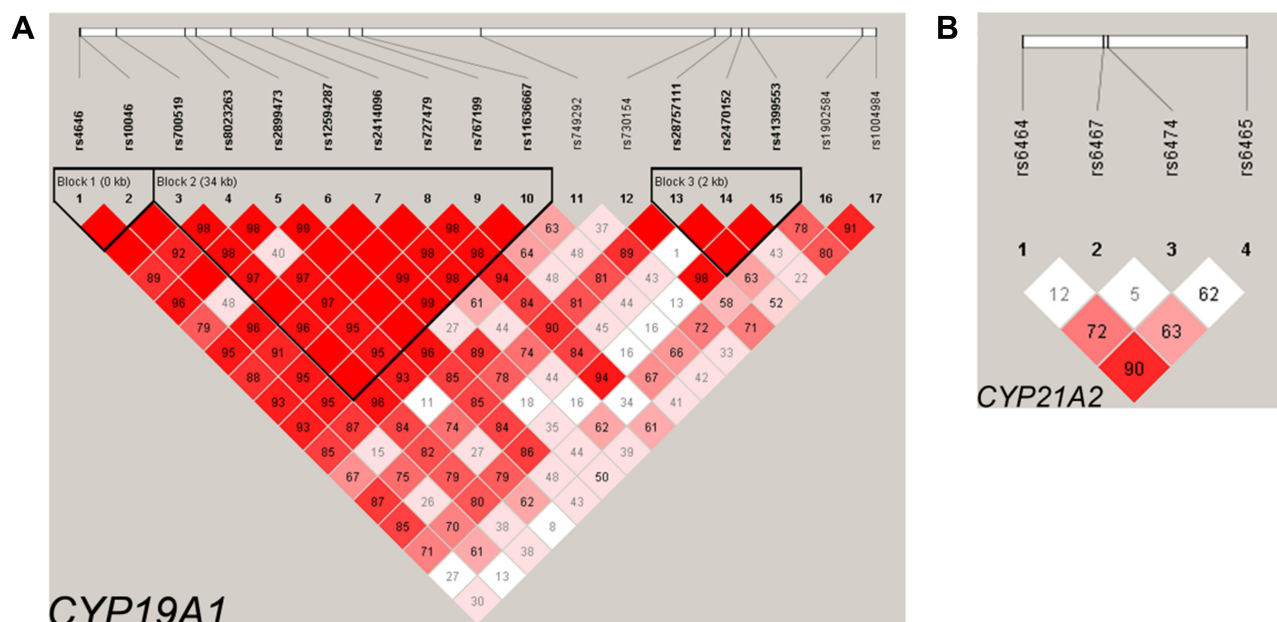 A
rs4646 rs10046 rs700519 rs8023263 rs2899473 rs12594287 rs2414096 rs727479 rs767199 rs11636667 rs749292 rs730154 rs28757111 rs2470152 rs41399553 rs1902584 rs1004984
Block 1 (0 kb) Block 2 (34 kb) Block 3 (2 kb)
1 2 3 4 5 6 7 8 9 10 11 12 13 14 15 16 17
98 98 99 98 63 37 78 91
92 98 40 98 98 64 48 89 1 43 80
89 97 97 99 98 94 48 81 43 98 63 22
96 48 97 99 61 84 81 44 13 58 52
79 96 96 95 27 44 90 45 16 72 71
95 91 95 96 89 74 84 16 66 33
88 95 93 85 78 44 94 67 42
93 95 96 11 85 18 16 34 41
93 87 84 74 84 35 62 61
85 15 82 27 86 44 39
67 75 79 79 48 50
87 26 80 62 43
85 70 38 8
71 61 38
27 13
30
CYP19A1
B
rs6464 rs6467 rs6474 rs6465
1 2 3 4
12 5 62
72 63
90
CYP21A2